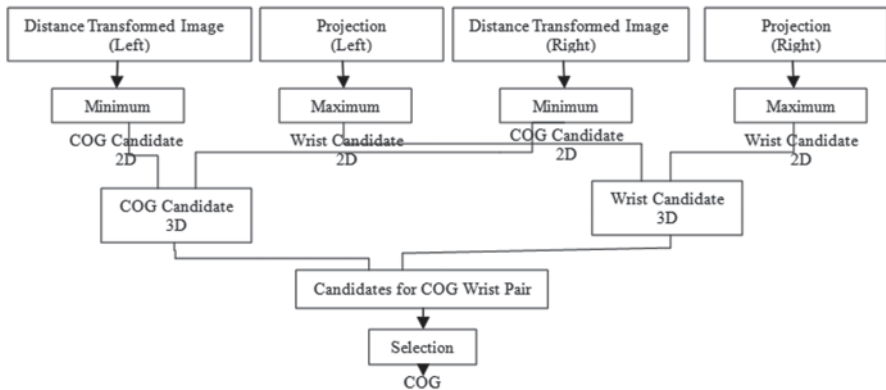 Distance Transformed Image
(Left)
Projection
(Left)
Distance Transformed Image
(Right)
Projection
(Right)
Minimum
Maximum
Minimum
Maximum
COG Candidate
2D
Wrist Candidate
2D
COG Candidate
2D
Wrist Candidate
2D
COG Candidate
3D
Wrist Candidate
3D
Candidates for COG Wrist Pair
Selection
COG